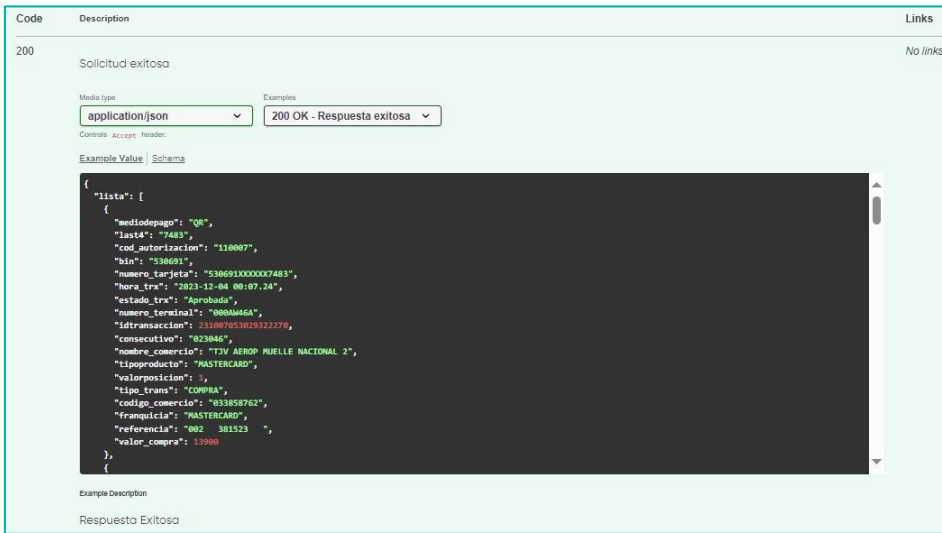 Code Description Links
200 No links
Solicitud exitosa
Media type Examples
application/json 200 OK - Respuesta exitosa
Controls Accept header.
Example Value Schema
{
"lista": [
{
"mediodepago": "QR",
"last4": "7483",
"cod_autorizacion": "110007",
"bin": "530691",
"numero_tarjeta": "530691XXXXXX7483",
"hora_trx": "2023-12-04 00:07.24",
"estado_trx": "Aprobada",
"numero_terminal": "000AW46A",
"idtransaccion": 231007053029322270,
"consecutivo": "023046",
"nombre_comercio": "TJV AEROP MUELLE NACIONAL 2",
"tipoproducto": "MASTERCARD",
"valorposicion": 1,
"tipo_trans": "COMPRA",
"codigo_comercio": "033858762",
"franquicia": "MASTERCARD",
"referencia": "002   381523   ",
"valor_compra": 13900
},
{
Example Description
Respuesta Exitosa